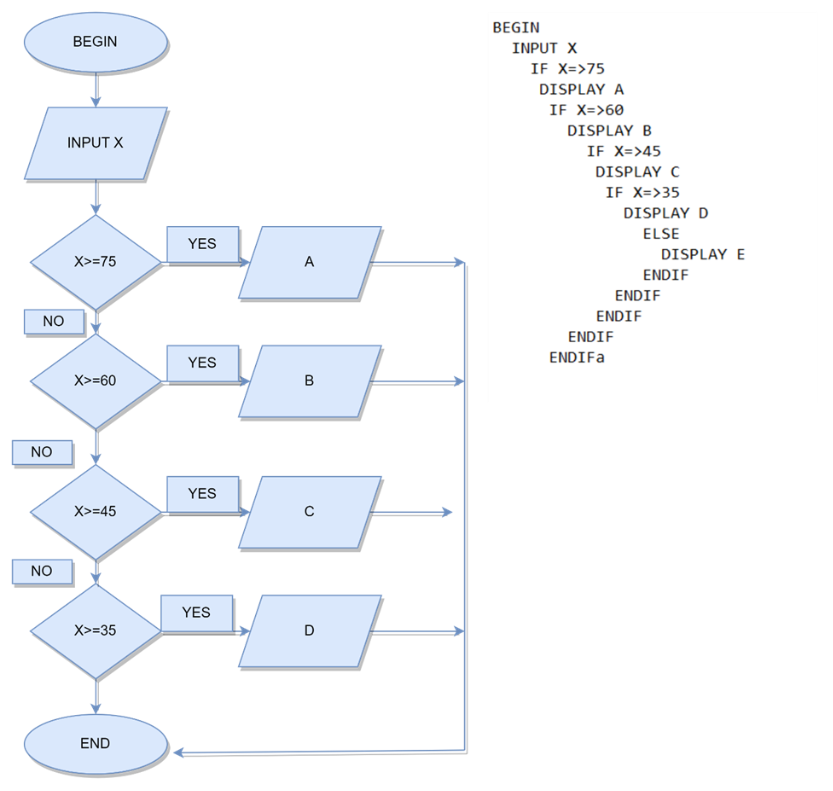 BEGIN
INPUT X
X>=75
YES
A
NO
X>=60
YES
B
NO
X>=45
YES
C
NO
X>=35
YES
D
END
BEGIN
INPUT X
IF X=>75
DISPLAY A
IF X=>60
DISPLAY B
IF X=>45
DISPLAY C
IF X=>35
DISPLAY D
ELSE
DISPLAY E
ENDIF
ENDIF
ENDIF
ENDIF
ENDIFa